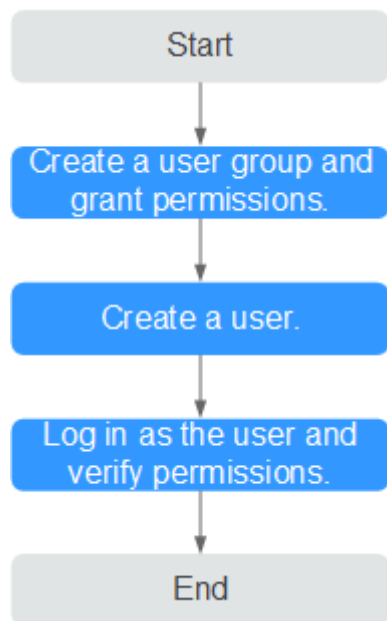 Start
Create a user group and
grant permissions.
Create a user.
Log in as the user and
verify permissions.
End